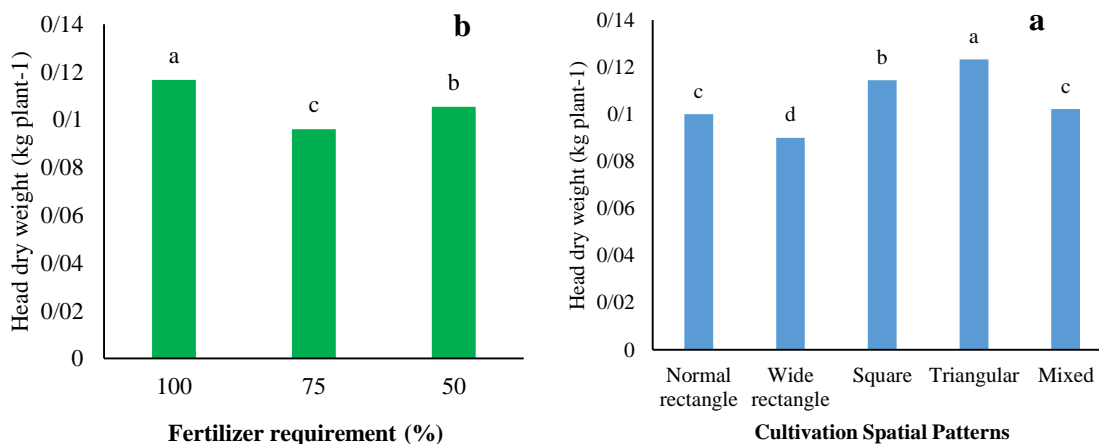 b
Head dry weight (kg plant-1)
0/14
0/12
0/1
0/08
0/06
0/04
0/02
0
a
c
b
100
75
50
Fertilizer requirement (%)
a
Head dry weight (kg plant-1)
0/14
0/12
0/1
0/08
0/06
0/04
0/02
0
c
d
b
a
c
Normal rectangle
Wide rectangle
Square
Triangular
Mixed
Cultivation Spatial Patterns